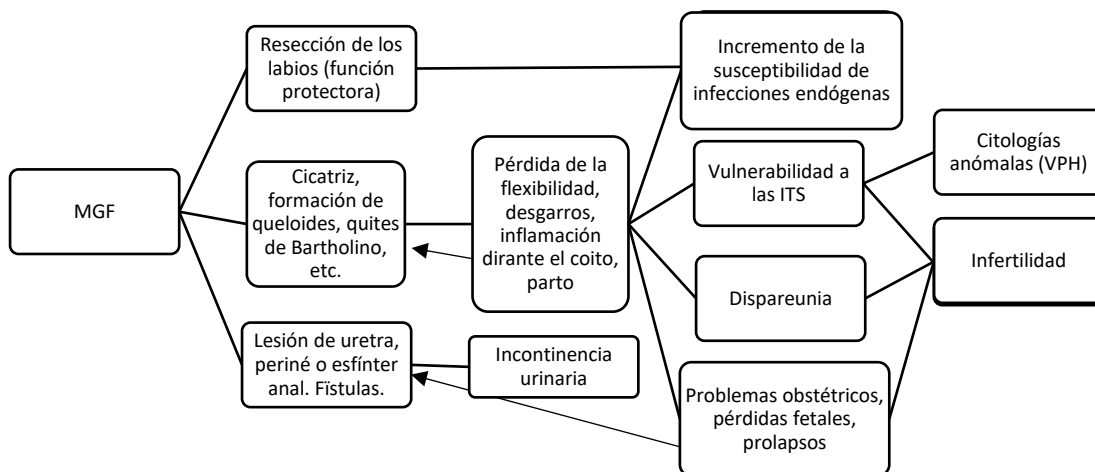 Resección de los
labios (función
protectora)
Incremento de la
susceptibilidad de
infecciones endógenas
MGF
Cicatriz,
formación de
queloides, quites
de Bartholino,
etc.
Pérdida de la
flexibilidad,
desgarros,
inflamación
dirante el coito,
parto
Vulnerabilidad a
las ITS
Citologías
anómalas (VPH)
Dispareunia
Infertilidad
Lesión de uretra,
periné o esfínter
anal. Fïstulas.
Incontinencia
urinaria
Problemas obstétricos,
pérdidas fetales,
prolapsos